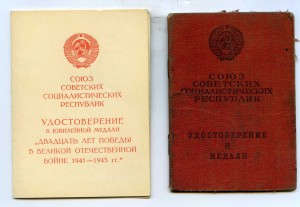 СОЮЗ
СОВЕТСКИХ
СОЦИАЛИСТИЧЕСКИХ
РЕСПУБЛИК
УДОСТОВЕРЕНИЕ
К ЮБИЛЕЙНОЙ МЕДАЛИ
„ДВАДЦАТЬ ЛЕТ ПОБЕДЫ
В ВЕЛИКОЙ ОТЕЧЕСТВЕННОЙ
ВОЙНЕ 1941—1945 гг.“
СОЮЗ
СОВЕТСКИХ
СОЦИАЛИСТИЧЕСКИХ
РЕСПУБЛИК
УДОСТОВЕРЕНИЕ
К
МЕДАЛИ